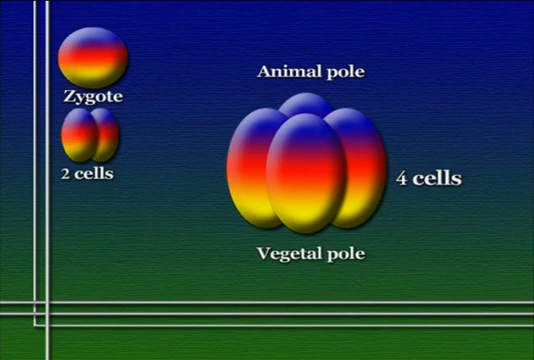 Zygote
2 cells
Animal pole
4 cells
Vegetal pole